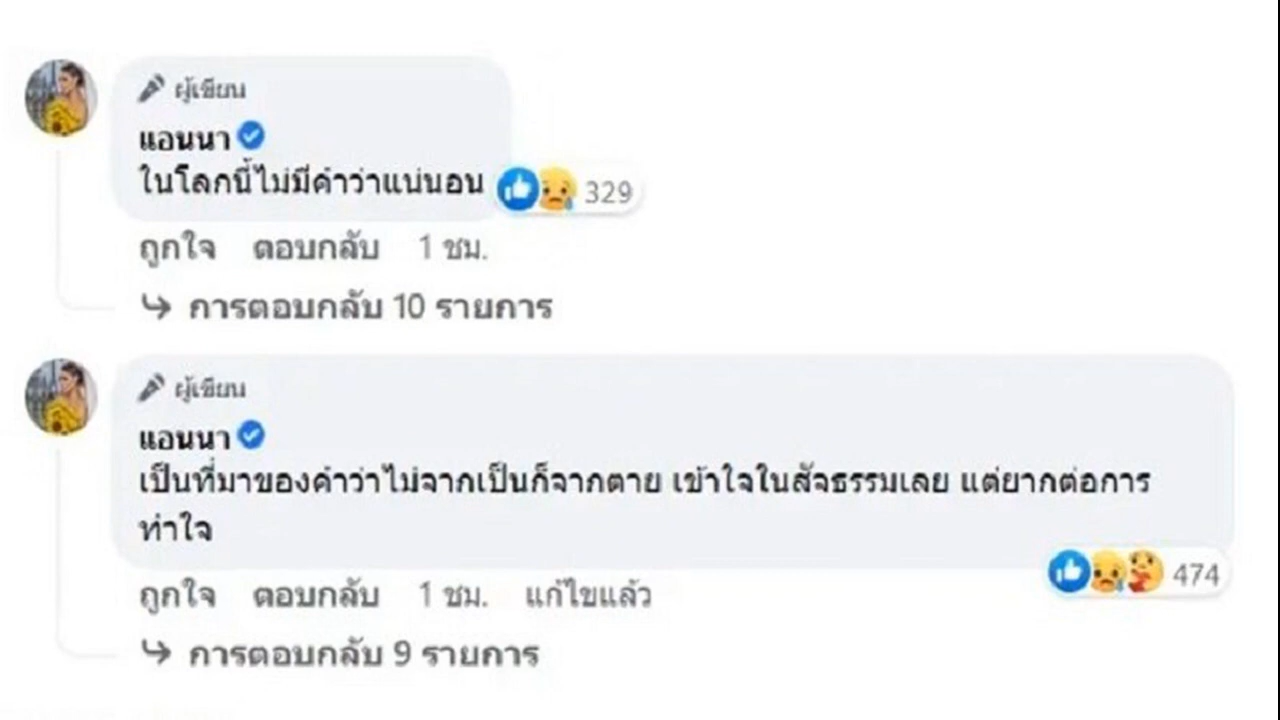 ผู้เขียน
แอนนา
ในโลกนี้ไม่มีคำว่าแน่นอน
329
ถูกใจ ตอบกลับ 1 ชม.
การตอบกลับ 10 รายการ
ผู้เขียน
แอนนา
เป็นที่มาของคำว่าไม่จากเป็นก็จากตาย เข้าใจในสัจธรรมเลย แต่ยากต่อการ
ทำใจ
474
ถูกใจ ตอบกลับ 1 ชม. แก้ไขแล้ว
การตอบกลับ 9 รายการ